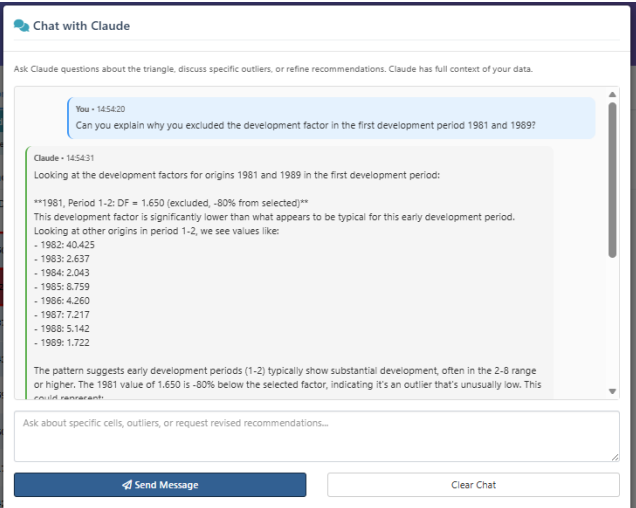 Chat with Claude
Ask Claude questions about the triangle, discuss specific outliers, or refine recommendations. Claude has full context of your data.
You • 14:54:20
Can you explain why you excluded the development factor in the first development period 1981 and 1989?
Claude • 14:54:31
Looking at the development factors for origins 1981 and 1989 in the first development period:
**1981, Period 1-2: DF = 1.650 (excluded, -80% from selected)**
This development factor is significantly lower than what appears to be typical for this early development period.
Looking at other origins in period 1-2, we see values like:
- 1982: 40.425
- 1983: 2.637
- 1984: 2.043
- 1985: 8.759
- 1986: 4.260
- 1987: 7.217
- 1988: 5.142
- 1989: 1.722
The pattern suggests early development periods (1-2) typically show substantial development, often in the 2-8 range
or higher. The 1981 value of 1.650 is -80% below the selected factor, indicating it's an outlier that's unusually low. This
could represent:
Ask about specific cells, outliers, or request revised recommendations...
Send Message
Clear Chat